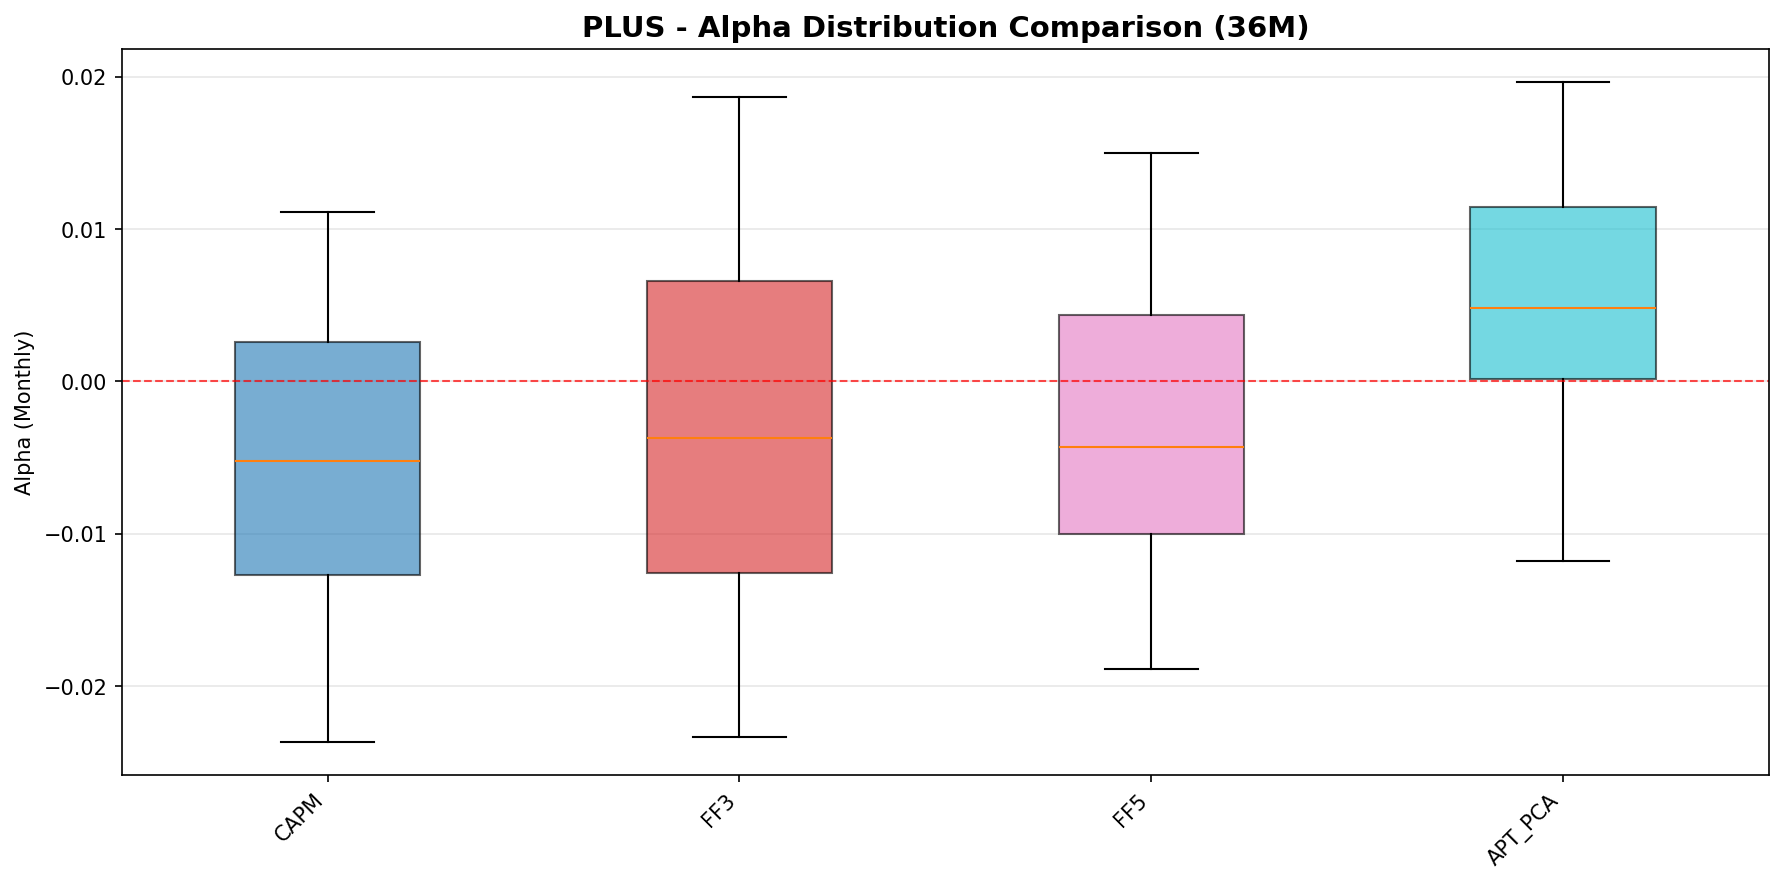 PLUS - Alpha Distribution Comparison (36M)
Alpha (Monthly)
0.02
0.01
0.00
−0.01
−0.02
CAPM
FF3
FF5
APT_PCA